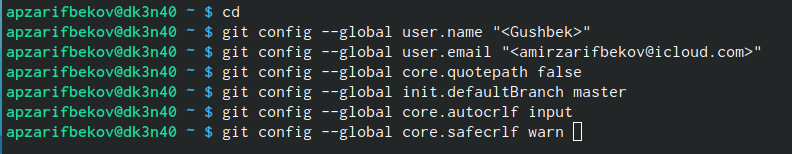 apzarifbekov@dk3n40 ~ $ cd
apzarifbekov@dk3n40 ~ $ git config --global user.name "<Gushbek>"
apzarifbekov@dk3n40 ~ $ git config --global user.email "<amirzarifbekov@icloud.com>"
apzarifbekov@dk3n40 ~ $ git config --global core.quotepath false
apzarifbekov@dk3n40 ~ $ git config --global init.defaultBranch master
apzarifbekov@dk3n40 ~ $ git config --global core.autocrlf input
apzarifbekov@dk3n40 ~ $ git config --global core.safecrlf warn